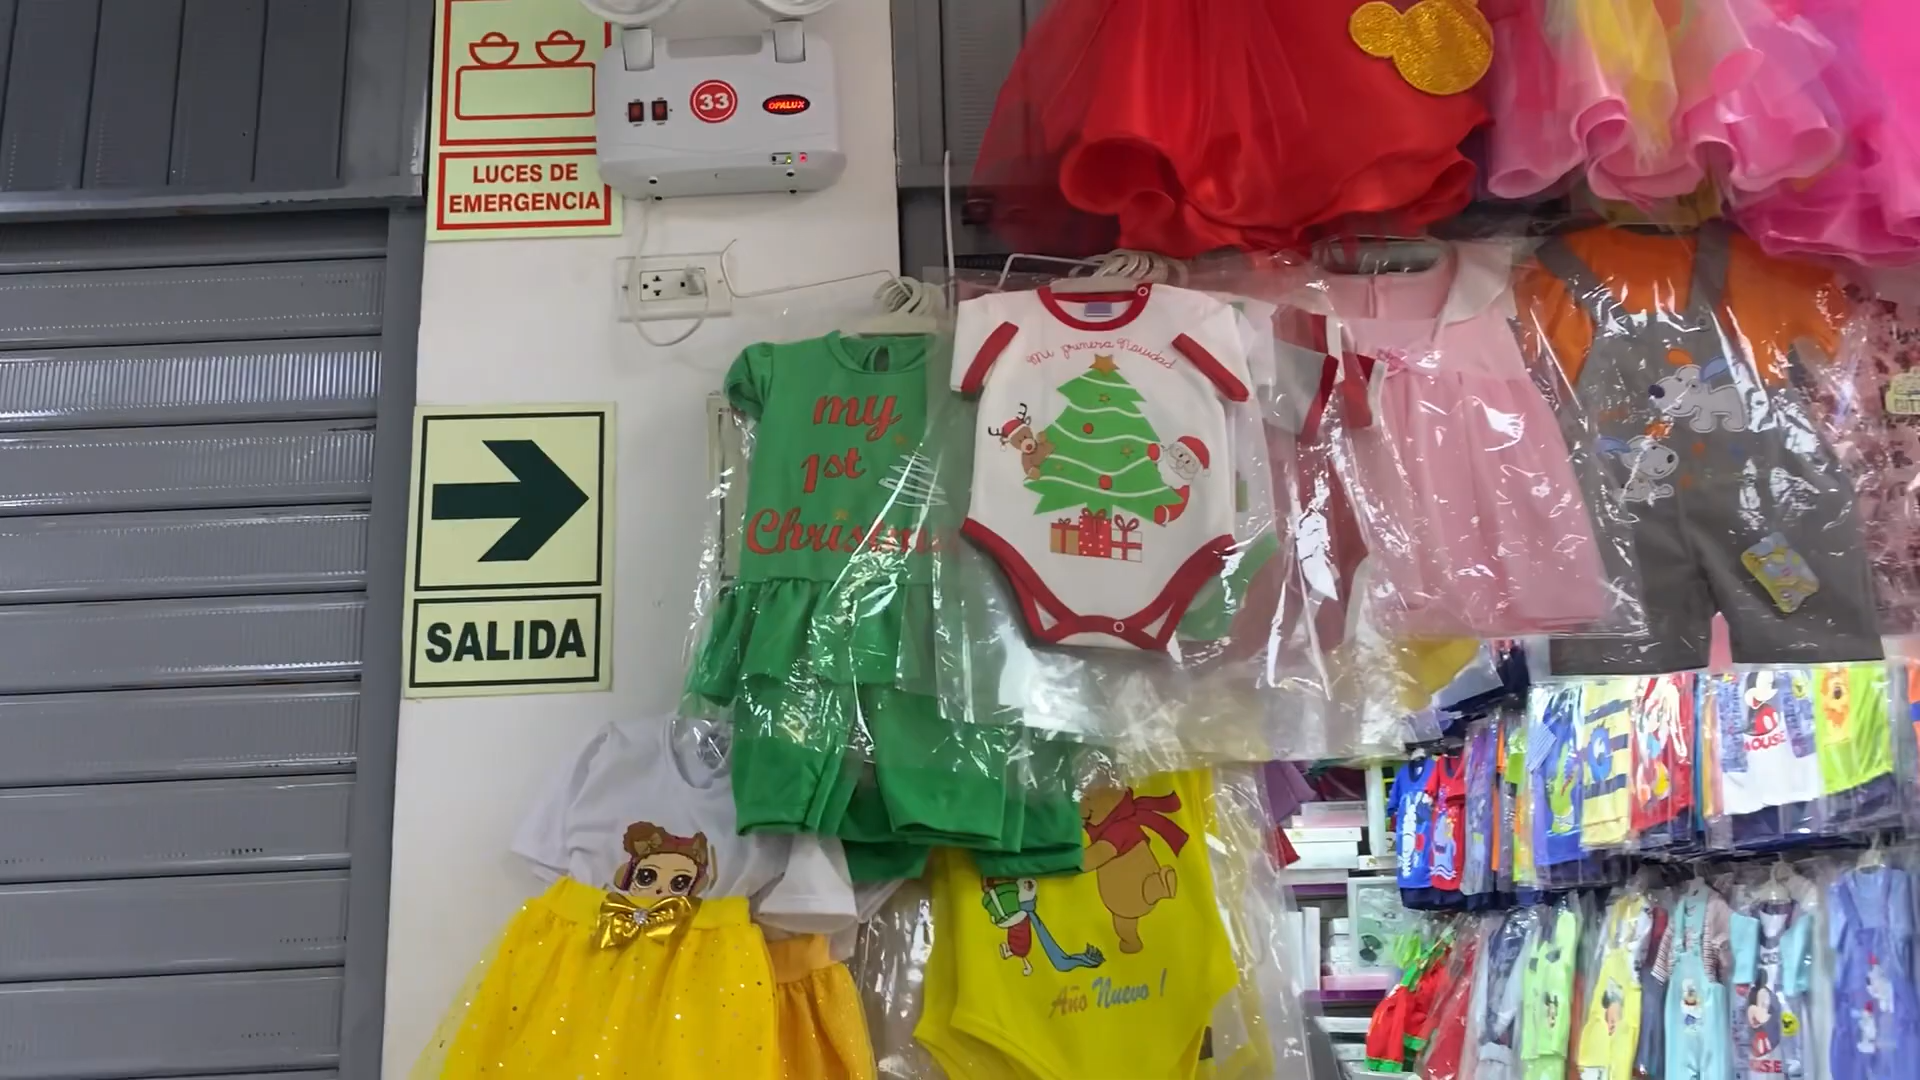 33
OPALUX
LUCES DE
EMERGENCIA
SALIDA
my
1st
Christmas
Mi primera Navidad
Año Nuevo !
MOUSE